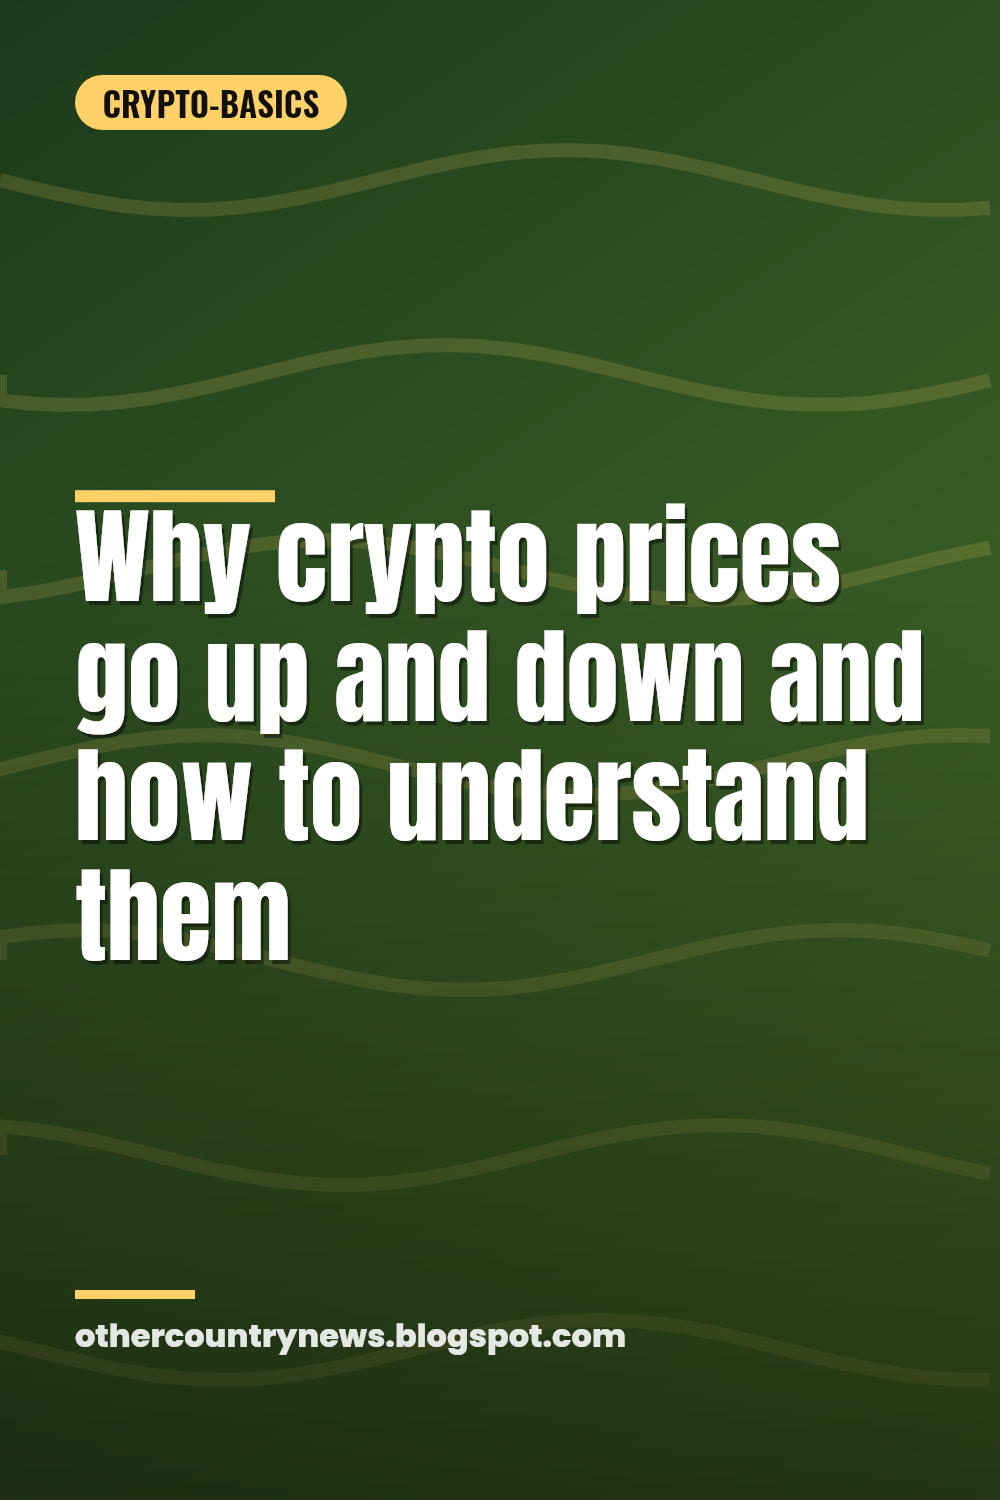 CRYPTO-BASICS
Why crypto prices
go up and down and
how to understand
them
othercountrynews.blogspot.com